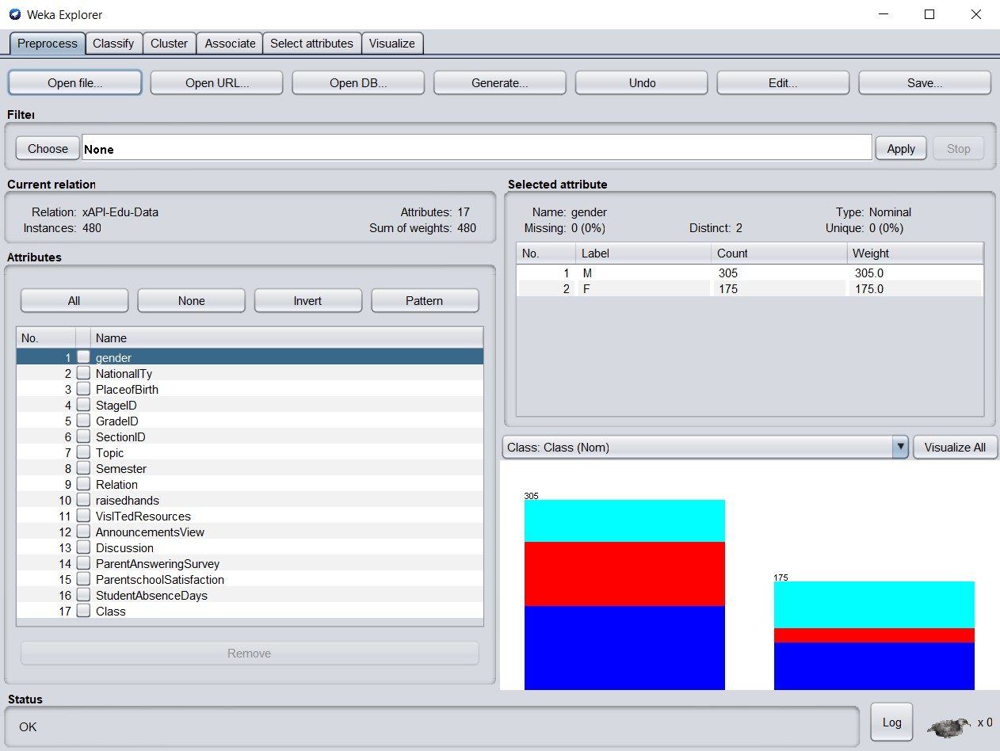 Weka Explorer
Preprocess Classify Cluster Associate Select attributes Visualize
Open file... Open URL... Open DB... Generate... Undo Edit... Save...
Filter
Choose None Apply Stop
Current relation
Relation: xAPI-Edu-Data Attributes: 17
Instances: 480 Sum of weights: 480
Attributes
All None Invert Pattern
No. Name
1 gender
2 NationalITy
3 PlaceofBirth
4 StageID
5 GradeID
6 SectionID
7 Topic
8 Semester
9 Relation
10 raisedhands
11 VisITedResources
12 AnnouncementsView
13 Discussion
14 ParentAnsweringSurvey
15 ParentschoolSatisfaction
16 StudentAbsenceDays
17 Class
Remove
Selected attribute
Name: gender Type: Nominal
Missing: 0 (0%) Distinct: 2 Unique: 0 (0%)
No. Label Count Weight
1 M 305 305.0
2 F 175 175.0
Class: Class (Nom) Visualize All
305
175
Status
OK
Log x 0